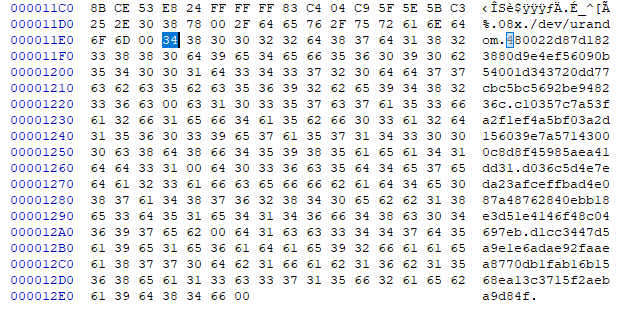 000011C0 8B CE 53 E8 24 FF FF FF 83 C4 04 C9 5F 5E 5B C3 ‹ÎSè$ÿÿÿƒÄ.É_^[Ã
000011D0 25 2E 30 38 78 00 2F 64 65 76 2F 75 72 61 6E 64 %.08x./dev/urand
000011E0 6F 6D 00 34 38 30 30 32 32 64 38 37 64 31 38 32 om.480022d87d182
000011F0 33 38 38 30 64 39 65 34 65 66 35 36 30 39 30 62 3880d9e4ef56090b
00001200 35 34 30 30 31 64 33 34 33 37 32 30 64 64 37 37 54001d343720dd77
00001210 63 62 63 35 62 63 35 36 39 32 62 65 39 34 38 32 cbc5bc5692be9482
00001220 33 36 63 00 63 31 30 33 35 37 63 37 61 35 33 66 36c.c10357c7a53f
00001230 61 32 66 31 65 66 34 61 35 62 66 30 33 61 32 64 a2f1ef4a5bf03a2d
00001240 31 35 36 30 33 39 65 37 61 35 37 31 34 33 30 30 156039e7a5714300
00001250 30 63 38 64 38 66 34 35 39 38 35 61 65 61 34 31 0c8d8f45985aea41
00001260 64 64 33 31 00 64 30 33 36 63 35 64 34 65 37 65 dd31.d036c5d4e7e
00001270 64 61 32 33 61 66 63 65 66 66 62 61 64 34 65 30 da23afceffbad4e0
00001280 38 37 61 34 38 37 36 32 38 34 30 65 62 62 31 38 87a48762840ebb18
00001290 65 33 64 35 31 65 34 31 34 36 66 34 38 63 30 34 e3d51e4146f48c04
000012A0 36 39 37 65 62 00 64 31 63 63 33 34 34 37 64 35 697eb.d1cc3447d5
000012B0 61 39 65 31 65 36 61 64 61 65 39 32 66 61 61 65 a9e1e6adae92faae
000012C0 61 38 37 37 30 64 62 31 66 61 62 31 36 62 31 35 a8770db1fab16b15
000012D0 36 38 65 61 31 33 63 33 37 31 35 66 32 61 65 62 68ea13c3715f2aeb
000012E0 61 39 64 38 34 66 00 a9d84f.